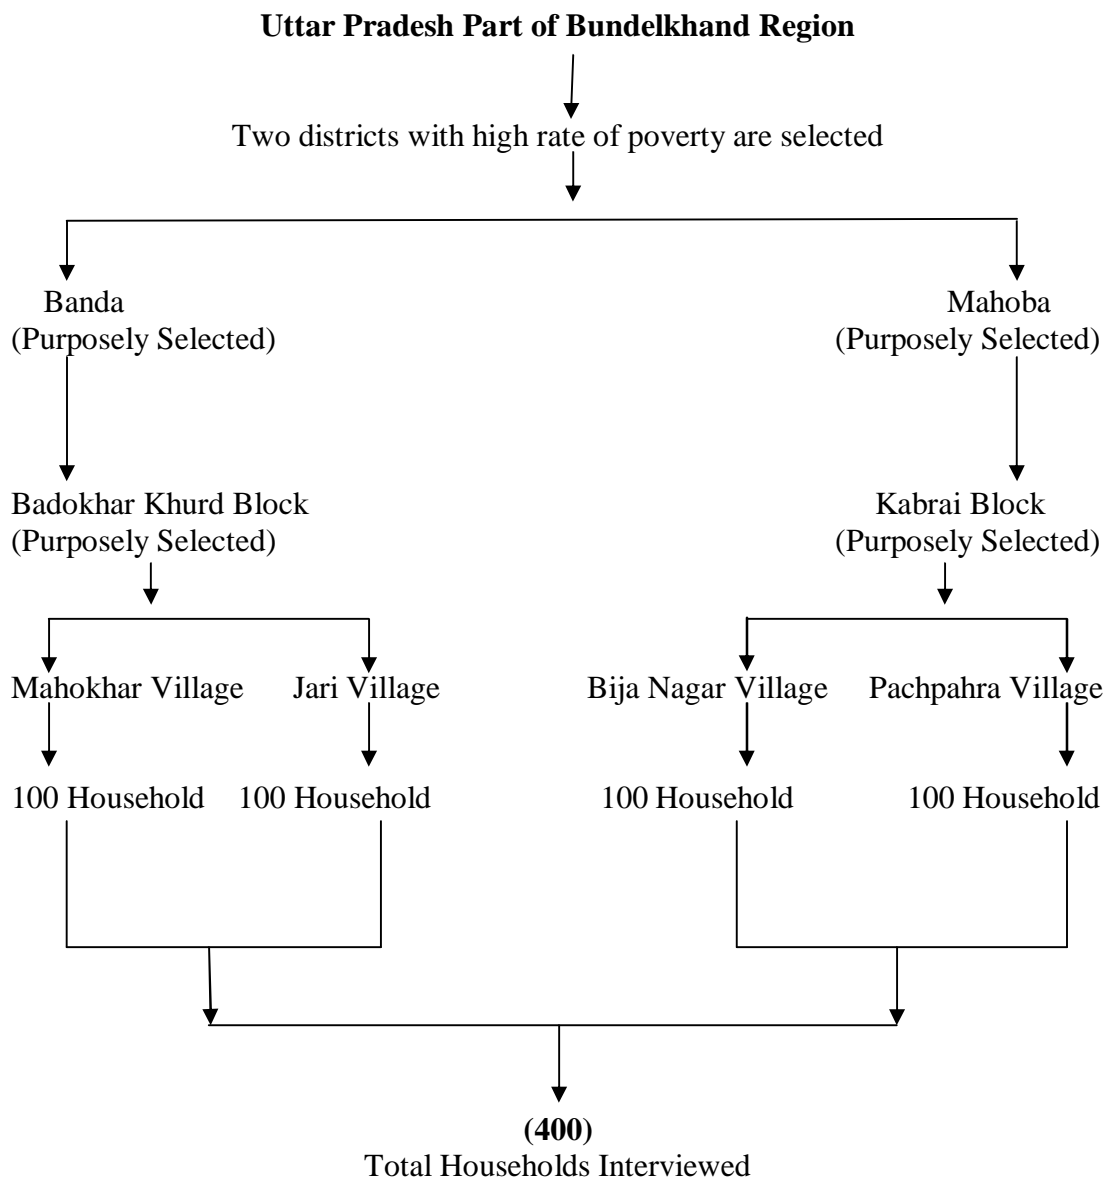 Uttar Pradesh Part of Bundelkhand Region
Two districts with high rate of poverty are selected
Banda
(Purposely Selected)
Mahoba
(Purposely Selected)
Badokhar Khurd Block
(Purposely Selected)
Kabrai Block
(Purposely Selected)
Mahokhar Village
Jari Village
Bija Nagar Village
Pachpahra Village
100 Household
100 Household
100 Household
100 Household
(400)
Total Households Interviewed